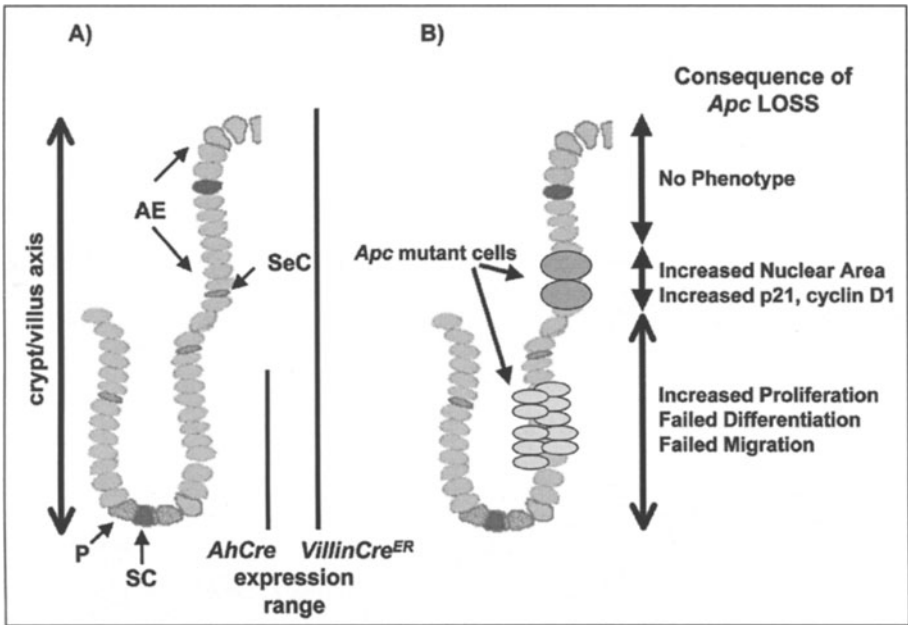 A)
crypt/villus axis
AE
SeC
P
SC
AhCre
VillinCreER
expression
range
B)
Consequence of
Apc LOSS
No Phenotype
Apc mutant cells
Increased Nuclear Area
Increased p21, cyclin D1
Increased Proliferation
Failed Differentiation
Failed Migration